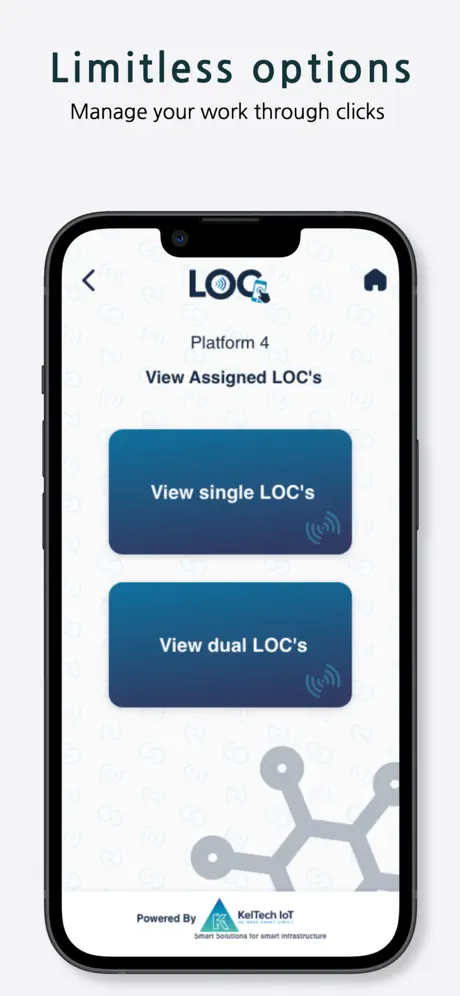 Limitless options
Manage your work through clicks
LOC
Platform 4
View Assigned LOC's
View single LOC's
View dual LOC's
Powered By
KelTech IoT
Smart Solutions for smart infrastructure